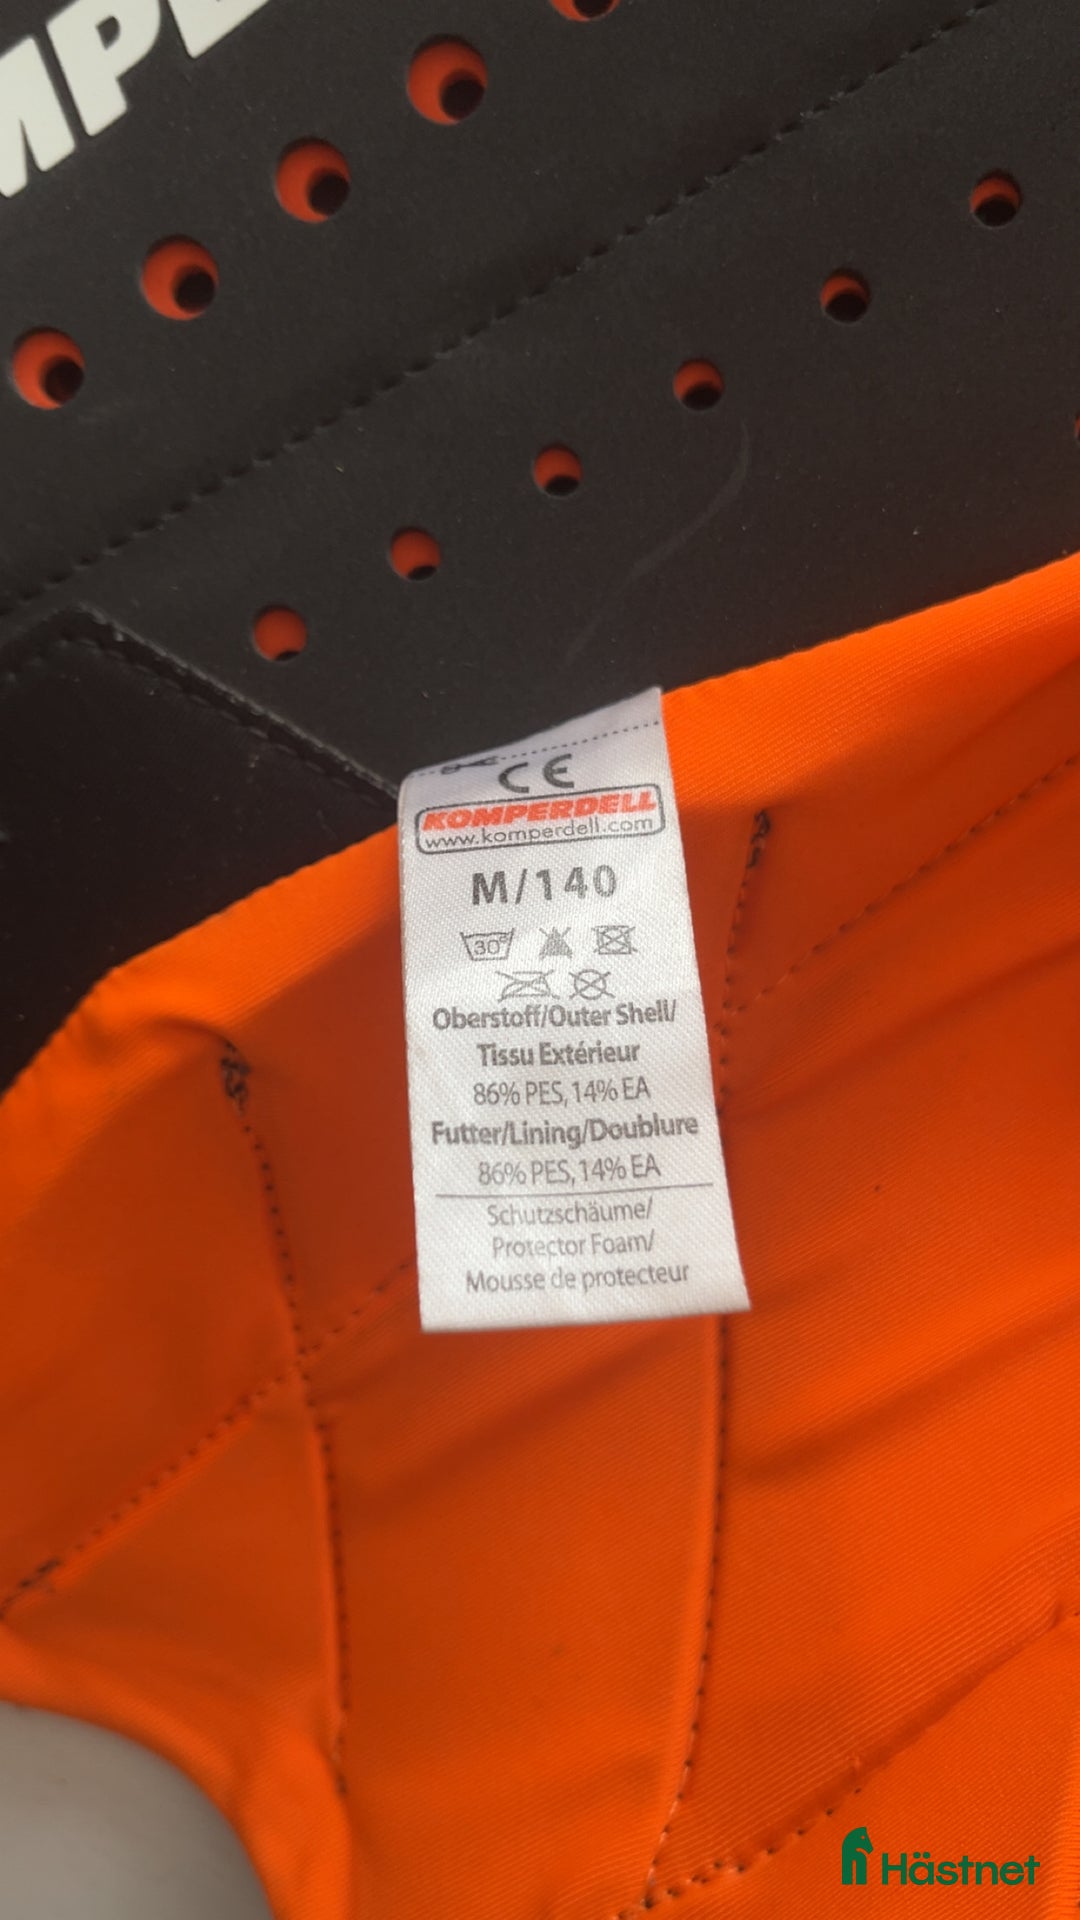 MPE
CE
KOMPERDELL
www.komperdell.com
M/140
30°
Oberstoff/Outer Shell/
Tissu Extérieur
86% PES, 14% EA
Futter/Lining/Doublure
86% PES, 14% EA
Schutzschäume/
Protector Foam/
Mousse de protecteur
Hästnet